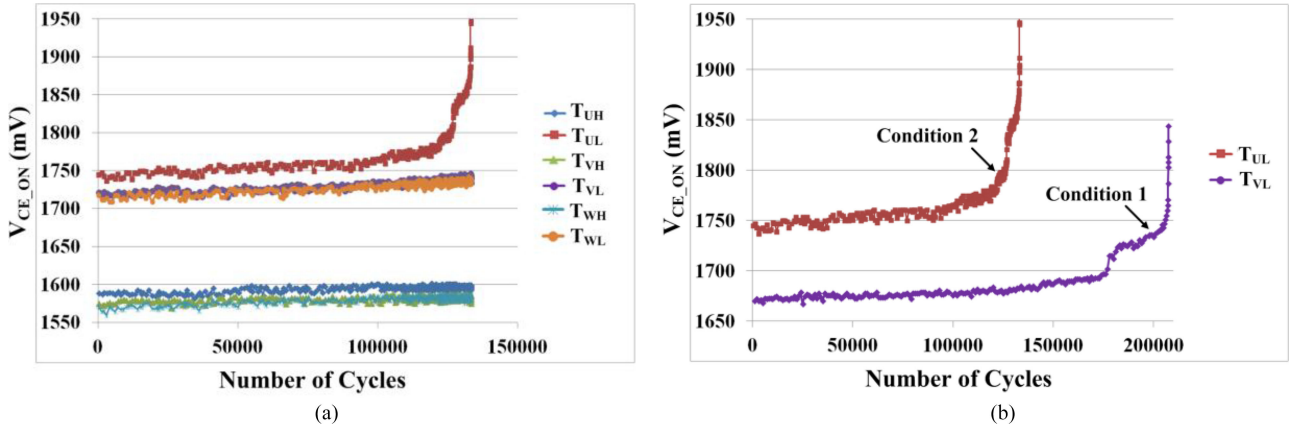 V_CE_ON (mV)
1950
1900
1850
1800
1750
1700
1650
1600
1550
0
50000
100000
150000
Number of Cycles
T_UH
T_UL
T_VH
T_VL
T_WH
T_WL
(a)
V_CE_ON (mV)
1950
1900
1850
1800
1750
1700
1650
0
50000
100000
150000
200000
Number of Cycles
Condition 2
Condition 1
T_UL
T_VL
(b)